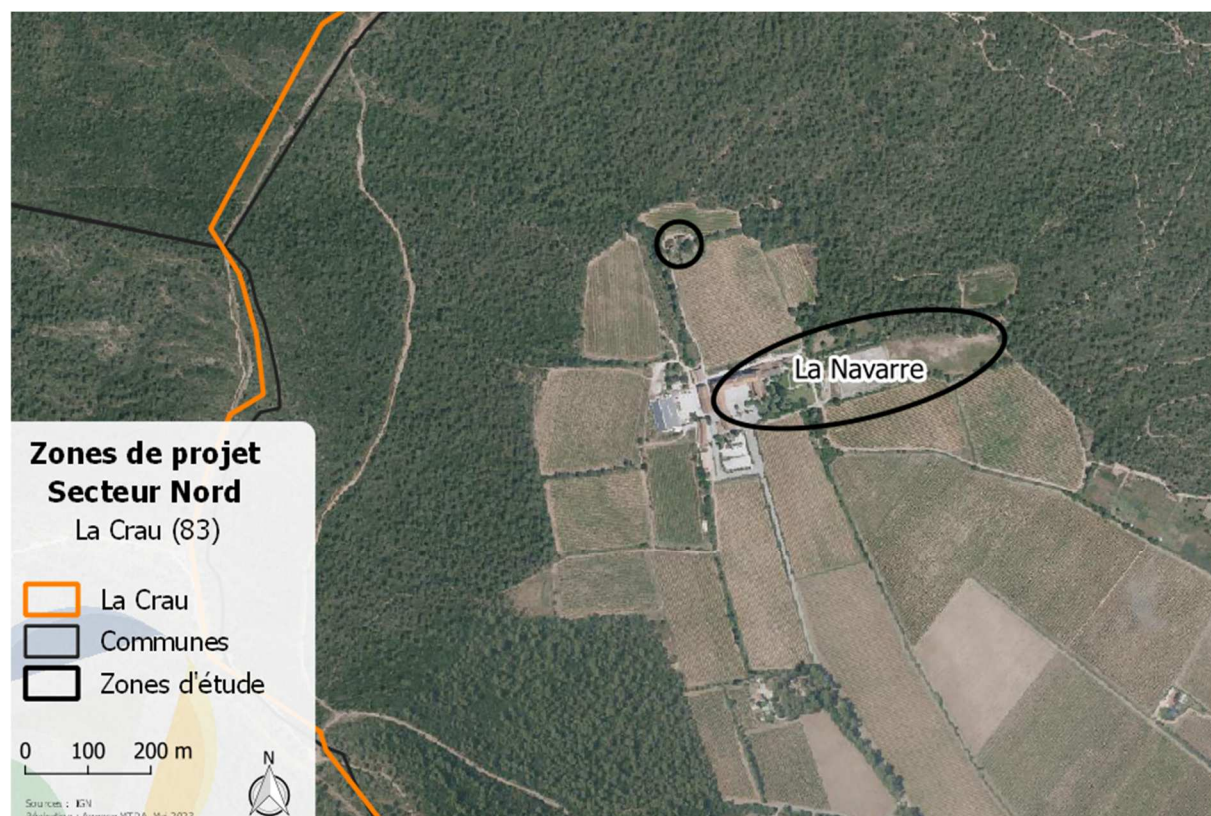 La Navarre
Zones de projet
Secteur Nord
La Crau (83)
La Crau
Communes
Zones d'étude
0 100 200 m
N
Sources : IGN